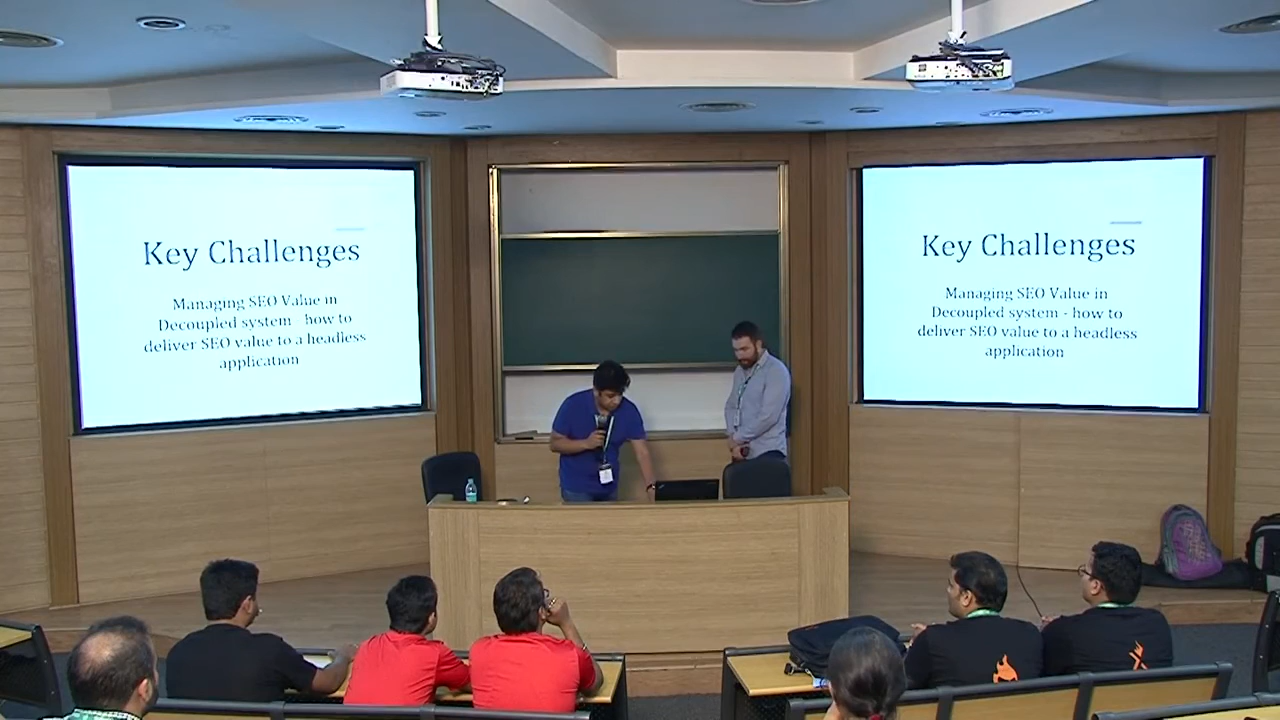 Key Challenges
Managing SEO Value in
Decoupled system - how to
deliver SEO value to a headless
application
Key Challenges
Managing SEO Value in
Decoupled system - how to
deliver SEO value to a headless
application